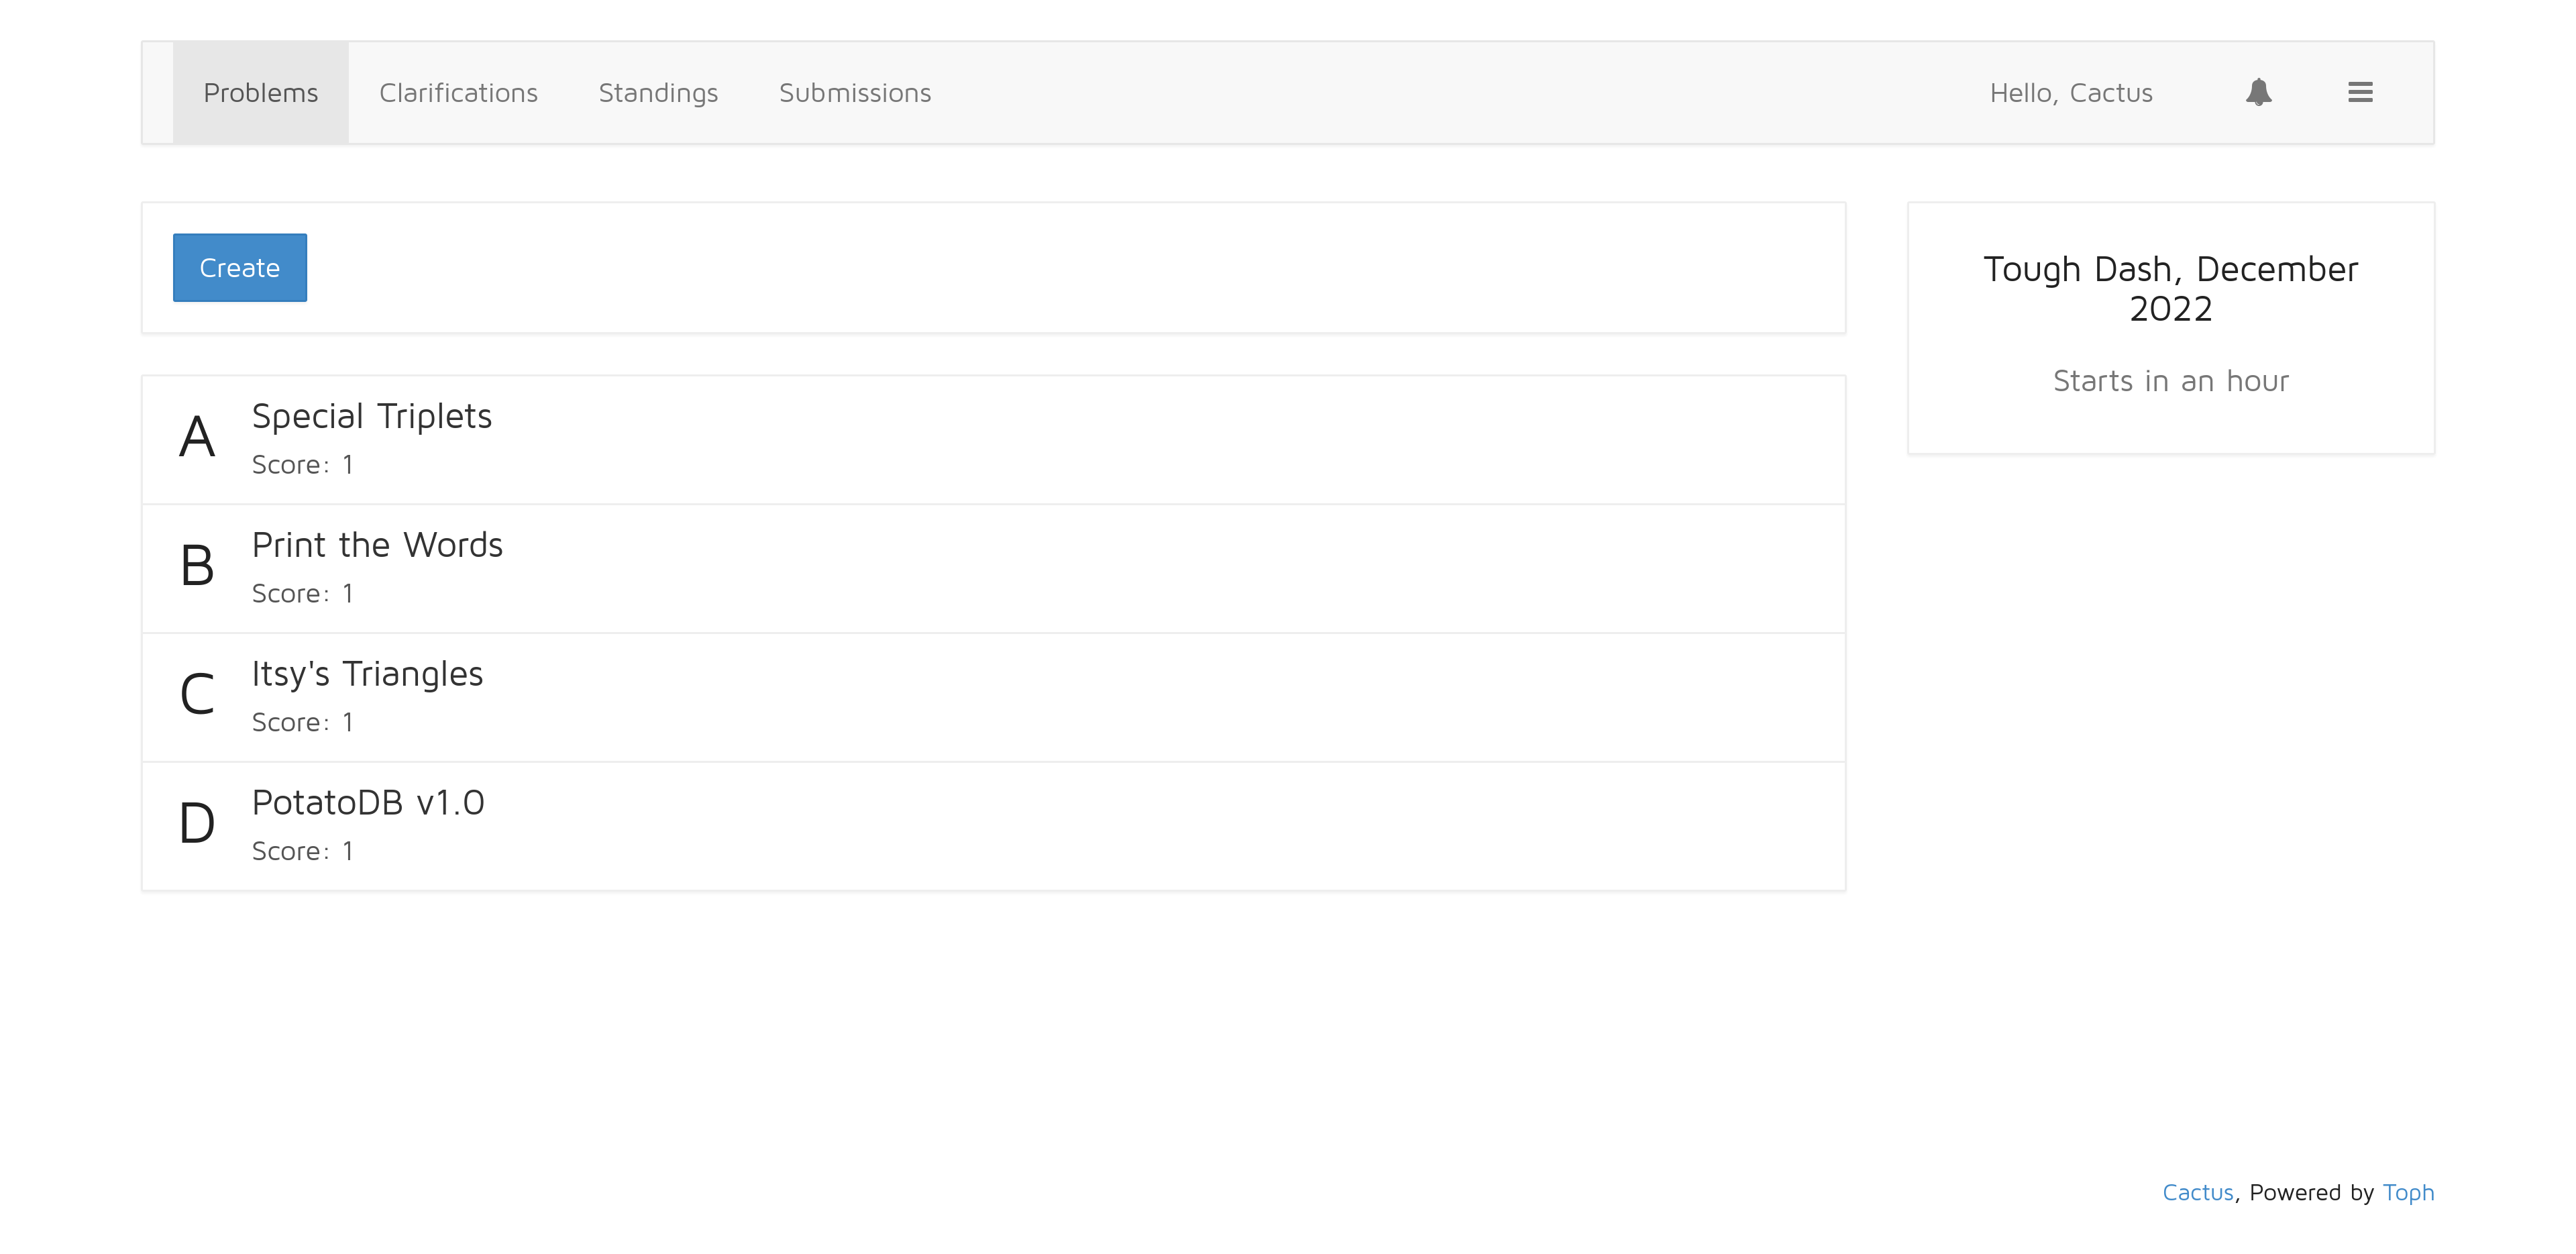 Problems Clarifications Standings Submissions Hello, Cactus
Create
A Special Triplets
Score: 1
B Print the Words
Score: 1
C Itsy's Triangles
Score: 1
D PotatoDB v1.0
Score: 1
Tough Dash, December
2022
Starts in an hour
Cactus, Powered by Toph